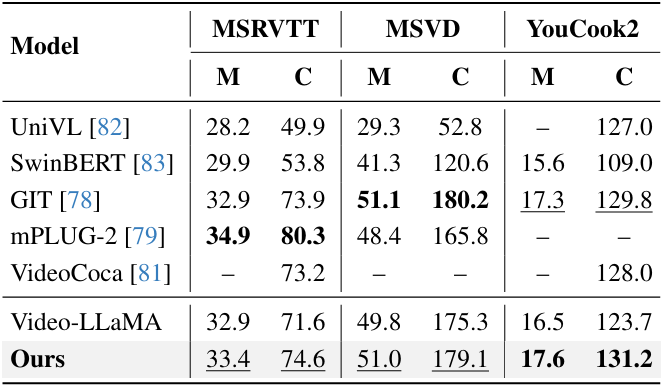 Model MSRVTT MSVD YouCook2
M C M C M C
UniVL [82] 28.2 49.9 29.3 52.8 – 127.0
SwinBERT [83] 29.9 53.8 41.3 120.6 15.6 109.0
GIT [78] 32.9 73.9 51.1 180.2 17.3 129.8
mPLUG-2 [79] 34.9 80.3 48.4 165.8 – –
VideoCoca [81] – 73.2 – – – 128.0
Video-LLaMA 32.9 71.6 49.8 175.3 16.5 123.7
Ours 33.4 74.6 51.0 179.1 17.6 131.2